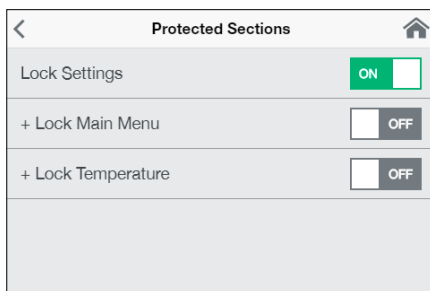 Protected Sections
Lock Settings ON
+ Lock Main Menu OFF
+ Lock Temperature OFF